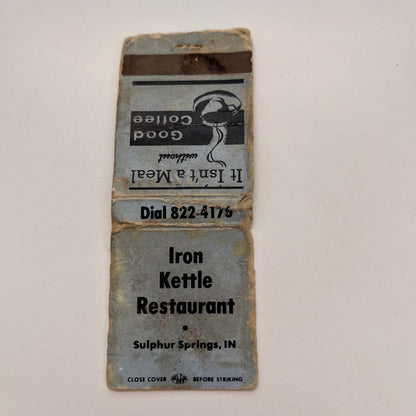 It Isn't a Meal
without
Good
Coffee
Dial 822-4176
Iron
Kettle
Restaurant
•
Sulphur Springs, IN
CLOSE COVER BEFORE STRIKING